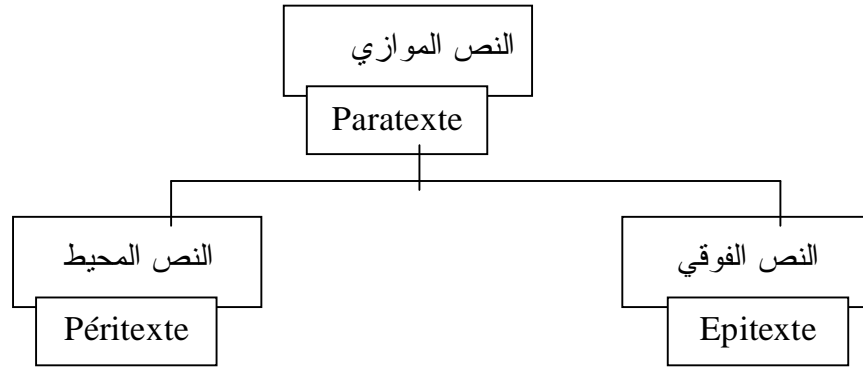 النص الموازي
Paratexte
النص الفوقي
Epitexte
النص المحيط
Péritexte